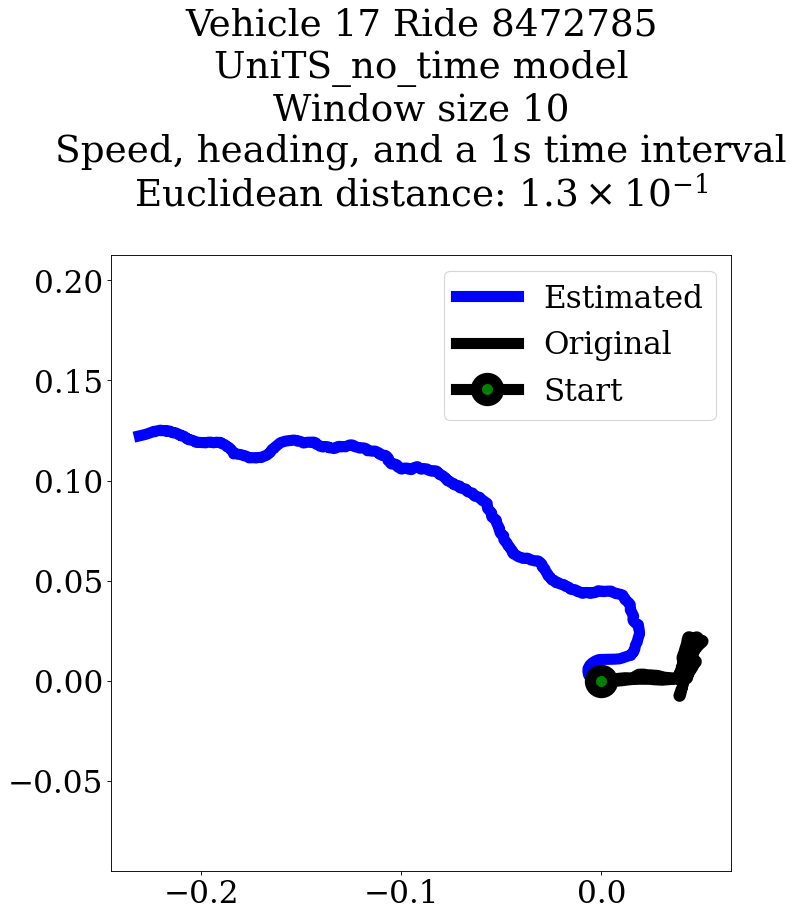 Vehicle 17 Ride 8472785
UniTS_no_time model
Window size 10
Speed, heading, and a 1s time interval
Euclidean distance: 1.3 × 10⁻¹
Estimated
Original
Start
0.20
0.15
0.10
0.05
0.00
−0.05
−0.2
−0.1
0.0